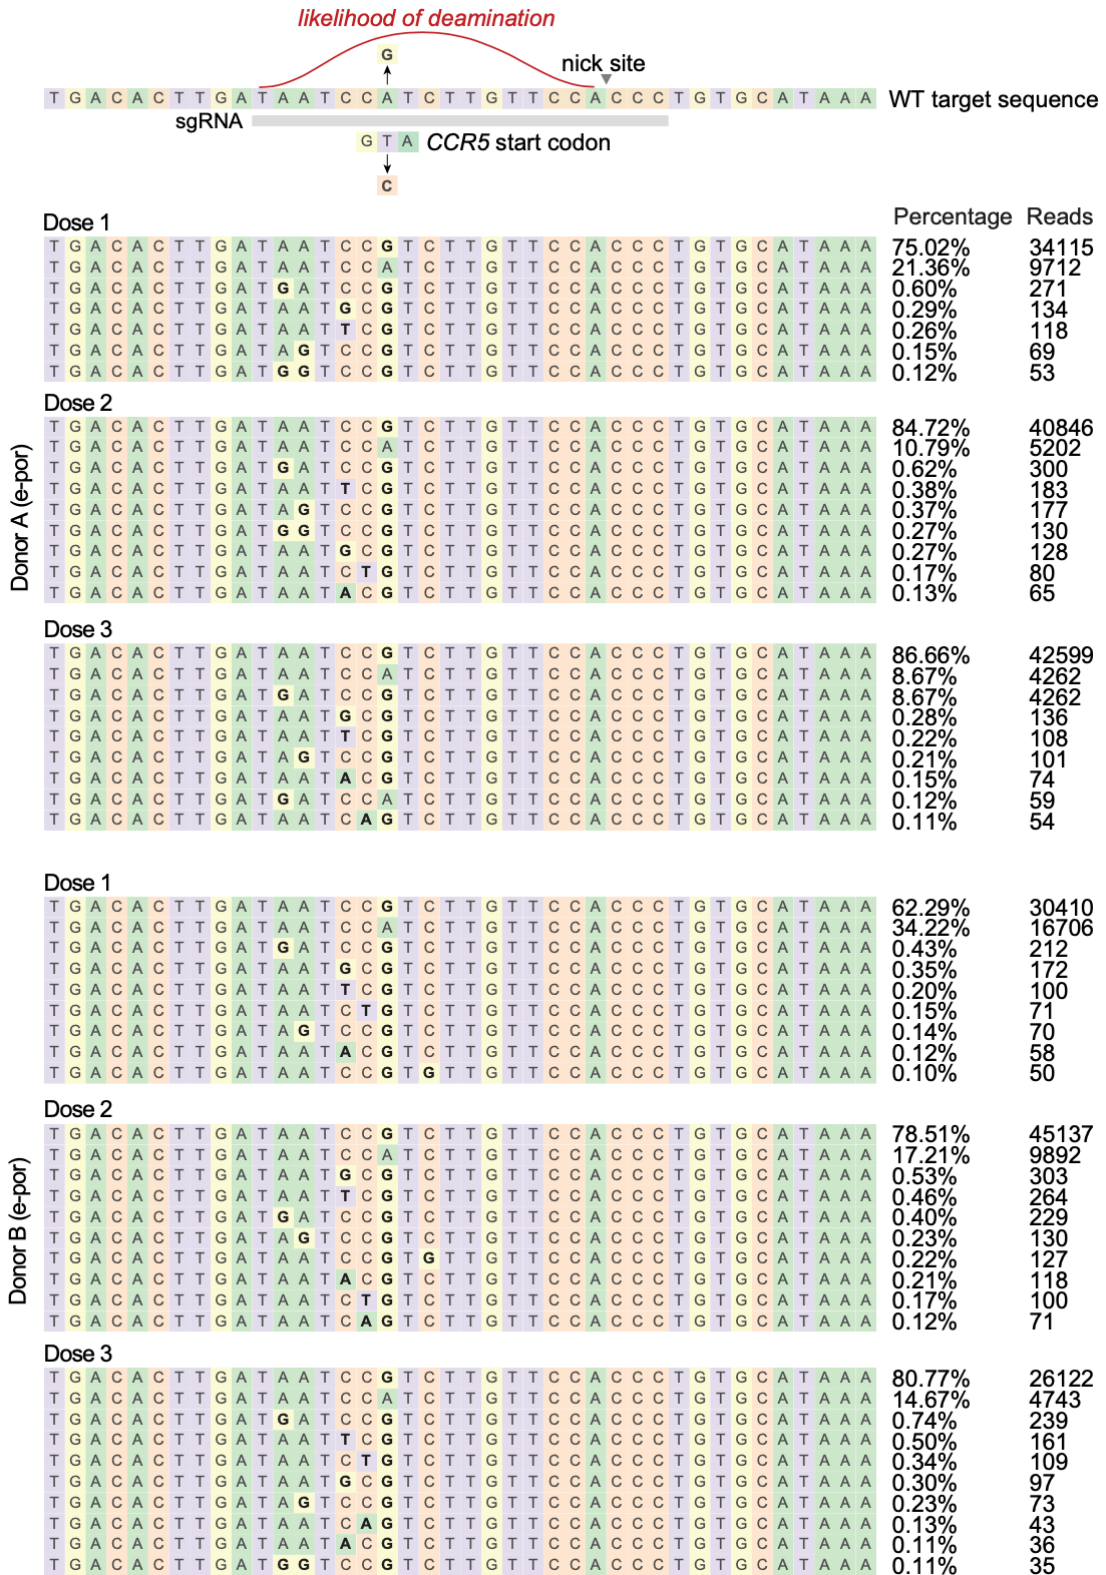 likelihood of deamination
G
nick site
T G A C A C T T G A T A A T C C A T C T T G T T C C A C C C T G T G C A T A A A WT target sequence
sgRNA
G T A CCR5 start codon
C
Percentage Reads
Donor A (e-por)
Dose 1
T G A C A C T T G A T A A T C C G T C T T G T T C C A C C C T G T G C A T A A A 75.02% 34115
T G A C A C T T G A T A A T C C A T C T T G T T C C A C C C T G T G C A T A A A 21.36% 9712
T G A C A C T T G A T G A T C C G T C T T G T T C C A C C C T G T G C A T A A A 0.60% 271
T G A C A C T T G A T A A T G C G T C T T G T T C C A C C C T G T G C A T A A A 0.29% 134
T G A C A C T T G A T A A T T C G T C T T G T T C C A C C C T G T G C A T A A A 0.26% 118
T G A C A C T T G A T A G T C C G T C T T G T T C C A C C C T G T G C A T A A A 0.15% 69
T G A C A C T T G A T G G T C C G T C T T G T T C C A C C C T G T G C A T A A A 0.12% 53
Dose 2
T G A C A C T T G A T A A T C C G T C T T G T T C C A C C C T G T G C A T A A A 84.72% 40846
T G A C A C T T G A T A A T C C A T C T T G T T C C A C C C T G T G C A T A A A 10.79% 5202
T G A C A C T T G A T G A T C C G T C T T G T T C C A C C C T G T G C A T A A A 0.62% 300
T G A C A C T T G A T A A T T C G T C T T G T T C C A C C C T G T G C A T A A A 0.38% 183
T G A C A C T T G A T A G T C C G T C T T G T T C C A C C C T G T G C A T A A A 0.37% 177
T G A C A C T T G A T G G T C C G T C T T G T T C C A C C C T G T G C A T A A A 0.27% 130
T G A C A C T T G A T A A T G C G T C T T G T T C C A C C C T G T G C A T A A A 0.27% 128
T G A C A C T T G A T A A T C T G T C T T G T T C C A C C C T G T G C A T A A A 0.17% 80
T G A C A C T T G A T A A T A C G T C T T G T T C C A C C C T G T G C A T A A A 0.13% 65
Dose 3
T G A C A C T T G A T A A T C C G T C T T G T T C C A C C C T G T G C A T A A A 86.66% 42599
T G A C A C T T G A T A A T C C A T C T T G T T C C A C C C T G T G C A T A A A 8.67% 4262
T G A C A C T T G A T G A T C C G T C T T G T T C C A C C C T G T G C A T A A A 8.67% 4262
T G A C A C T T G A T A A T G C G T C T T G T T C C A C C C T G T G C A T A A A 0.28% 136
T G A C A C T T G A T A A T T C G T C T T G T T C C A C C C T G T G C A T A A A 0.22% 108
T G A C A C T T G A T A G T C C G T C T T G T T C C A C C C T G T G C A T A A A 0.21% 101
T G A C A C T T G A T A A T A C G T C T T G T T C C A C C C T G T G C A T A A A 0.15% 74
T G A C A C T T G A T G A T C C A T C T T G T T C C A C C C T G T G C A T A A A 0.12% 59
T G A C A C T T G A T A A T C A G T C T T G T T C C A C C C T G T G C A T A A A 0.11% 54
Donor B (e-por)
Dose 1
T G A C A C T T G A T A A T C C G T C T T G T T C C A C C C T G T G C A T A A A 62.29% 30410
T G A C A C T T G A T A A T C C A T C T T G T T C C A C C C T G T G C A T A A A 34.22% 16706
T G A C A C T T G A T G A T C C G T C T T G T T C C A C C C T G T G C A T A A A 0.43% 212
T G A C A C T T G A T A A T G C G T C T T G T T C C A C C C T G T G C A T A A A 0.35% 172
T G A C A C T T G A T A A T T C G T C T T G T T C C A C C C T G T G C A T A A A 0.20% 100
T G A C A C T T G A T A A T C T G T C T T G T T C C A C C C T G T G C A T A A A 0.15% 71
T G A C A C T T G A T A G T C C G T C T T G T T C C A C C C T G T G C A T A A A 0.14% 70
T G A C A C T T G A T A A T A C G T C T T G T T C C A C C C T G T G C A T A A A 0.12% 58
T G A C A C T T G A T A A T C C G T G T T G T T C C A C C C T G T G C A T A A A 0.10% 50
Dose 2
T G A C A C T T G A T A A T C C G T C T T G T T C C A C C C T G T G C A T A A A 78.51% 45137
T G A C A C T T G A T A A T C C A T C T T G T T C C A C C C T G T G C A T A A A 17.21% 9892
T G A C A C T T G A T A A T G C G T C T T G T T C C A C C C T G T G C A T A A A 0.53% 303
T G A C A C T T G A T A A T T C G T C T T G T T C C A C C C T G T G C A T A A A 0.46% 264
T G A C A C T T G A T G A T C C G T C T T G T T C C A C C C T G T G C A T A A A 0.40% 229
T G A C A C T T G A T A G T C C G T C T T G T T C C A C C C T G T G C A T A A A 0.23% 130
T G A C A C T T G A T A A T C C G T G T T G T T C C A C C C T G T G C A T A A A 0.22% 127
T G A C A C T T G A T A A T A C G T C T T G T T C C A C C C T G T G C A T A A A 0.21% 118
T G A C A C T T G A T A A T C T G T C T T G T T C C A C C C T G T G C A T A A A 0.17% 100
T G A C A C T T G A T A A T C A G T C T T G T T C C A C C C T G T G C A T A A A 0.12% 71
Dose 3
T G A C A C T T G A T A A T C C G T C T T G T T C C A C C C T G T G C A T A A A 80.77% 26122
T G A C A C T T G A T A A T C C A T C T T G T T C C A C C C T G T G C A T A A A 14.67% 4743
T G A C A C T T G A T G A T C C G T C T T G T T C C A C C C T G T G C A T A A A 0.74% 239
T G A C A C T T G A T A A T T C G T C T T G T T C C A C C C T G T G C A T A A A 0.50% 161
T G A C A C T T G A T A A T C T G T C T T G T T C C A C C C T G T G C A T A A A 0.34% 109
T G A C A C T T G A T A A T G C G T C T T G T T C C A C C C T G T G C A T A A A 0.30% 97
T G A C A C T T G A T A G T C C G T C T T G T T C C A C C C T G T G C A T A A A 0.23% 73
T G A C A C T T G A T A A T C A G T C T T G T T C C A C C C T G T G C A T A A A 0.13% 43
T G A C A C T T G A T A A T A C G T C T T G T T C C A C C C T G T G C A T A A A 0.11% 36
T G A C A C T T G A T G G T C C G T C T T G T T C C A C C C T G T G C A T A A A 0.11% 35